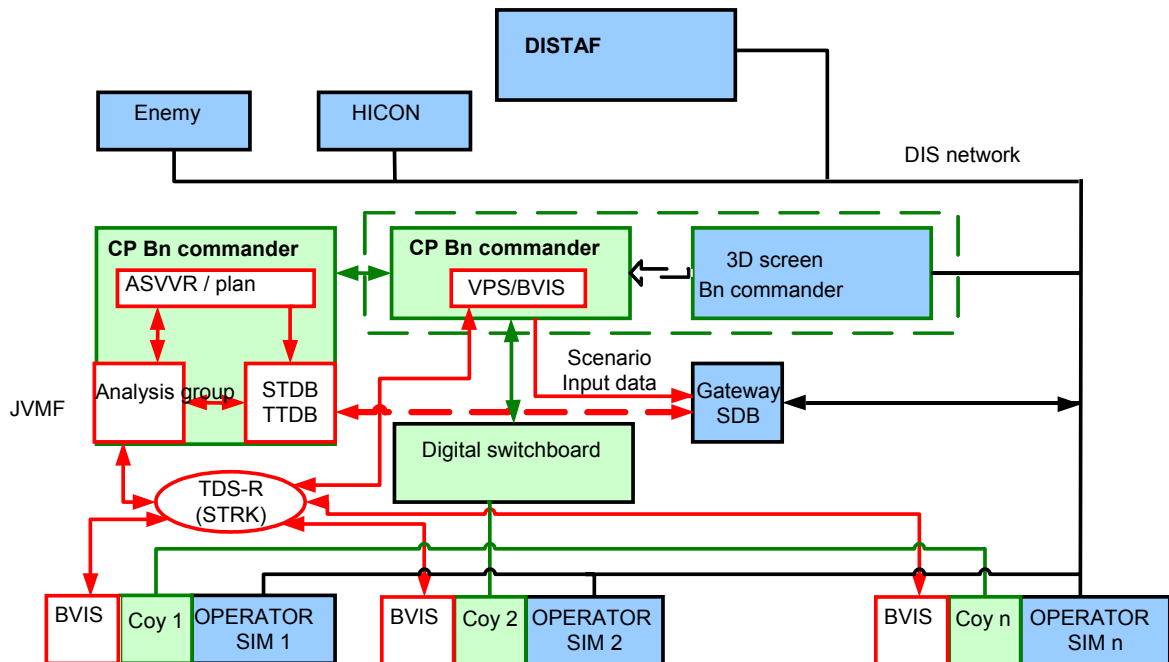 DISTAF
Enemy
HICON
DIS network
CP Bn commander
ASVVR / plan
Analysis group
STDB
TTDB
JVMF
CP Bn commander
VPS/BVIS
3D screen
Bn commander
Scenario
Input data
Gateway
SDB
Digital switchboard
TDS-R
(STRK)
BVIS
Coy 1
OPERATOR
SIM 1
BVIS
Coy 2
OPERATOR
SIM 2
BVIS
Coy n
OPERATOR
SIM n